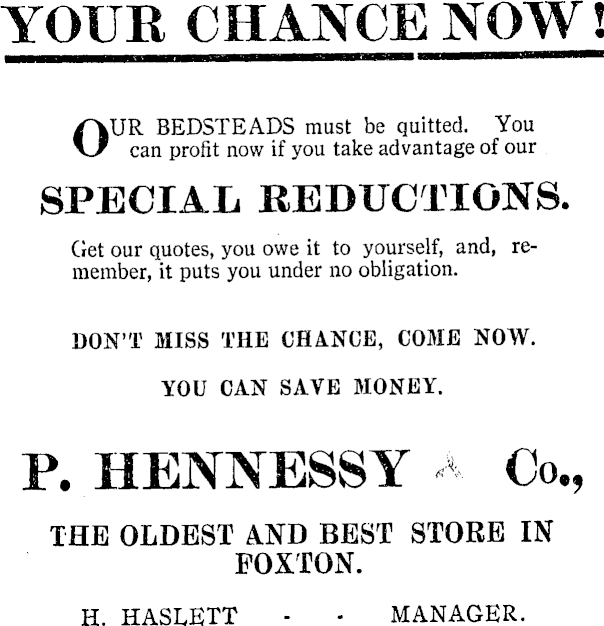 YOUR CHANCE NOW!
OUR BEDSTEADS must be quitted. You
can profit now if you take advantage of our
SPECIAL REDUCTIONS.
Get our quotes, you owe it to yourself, and, re-
member, it puts you under no obligation.
DON'T MISS THE CHANCE, COME NOW.
YOU CAN SAVE MONEY.
P. HENNESSY & Co.,
THE OLDEST AND BEST STORE IN
FOXTON.
H. HASLETT - - MANAGER.